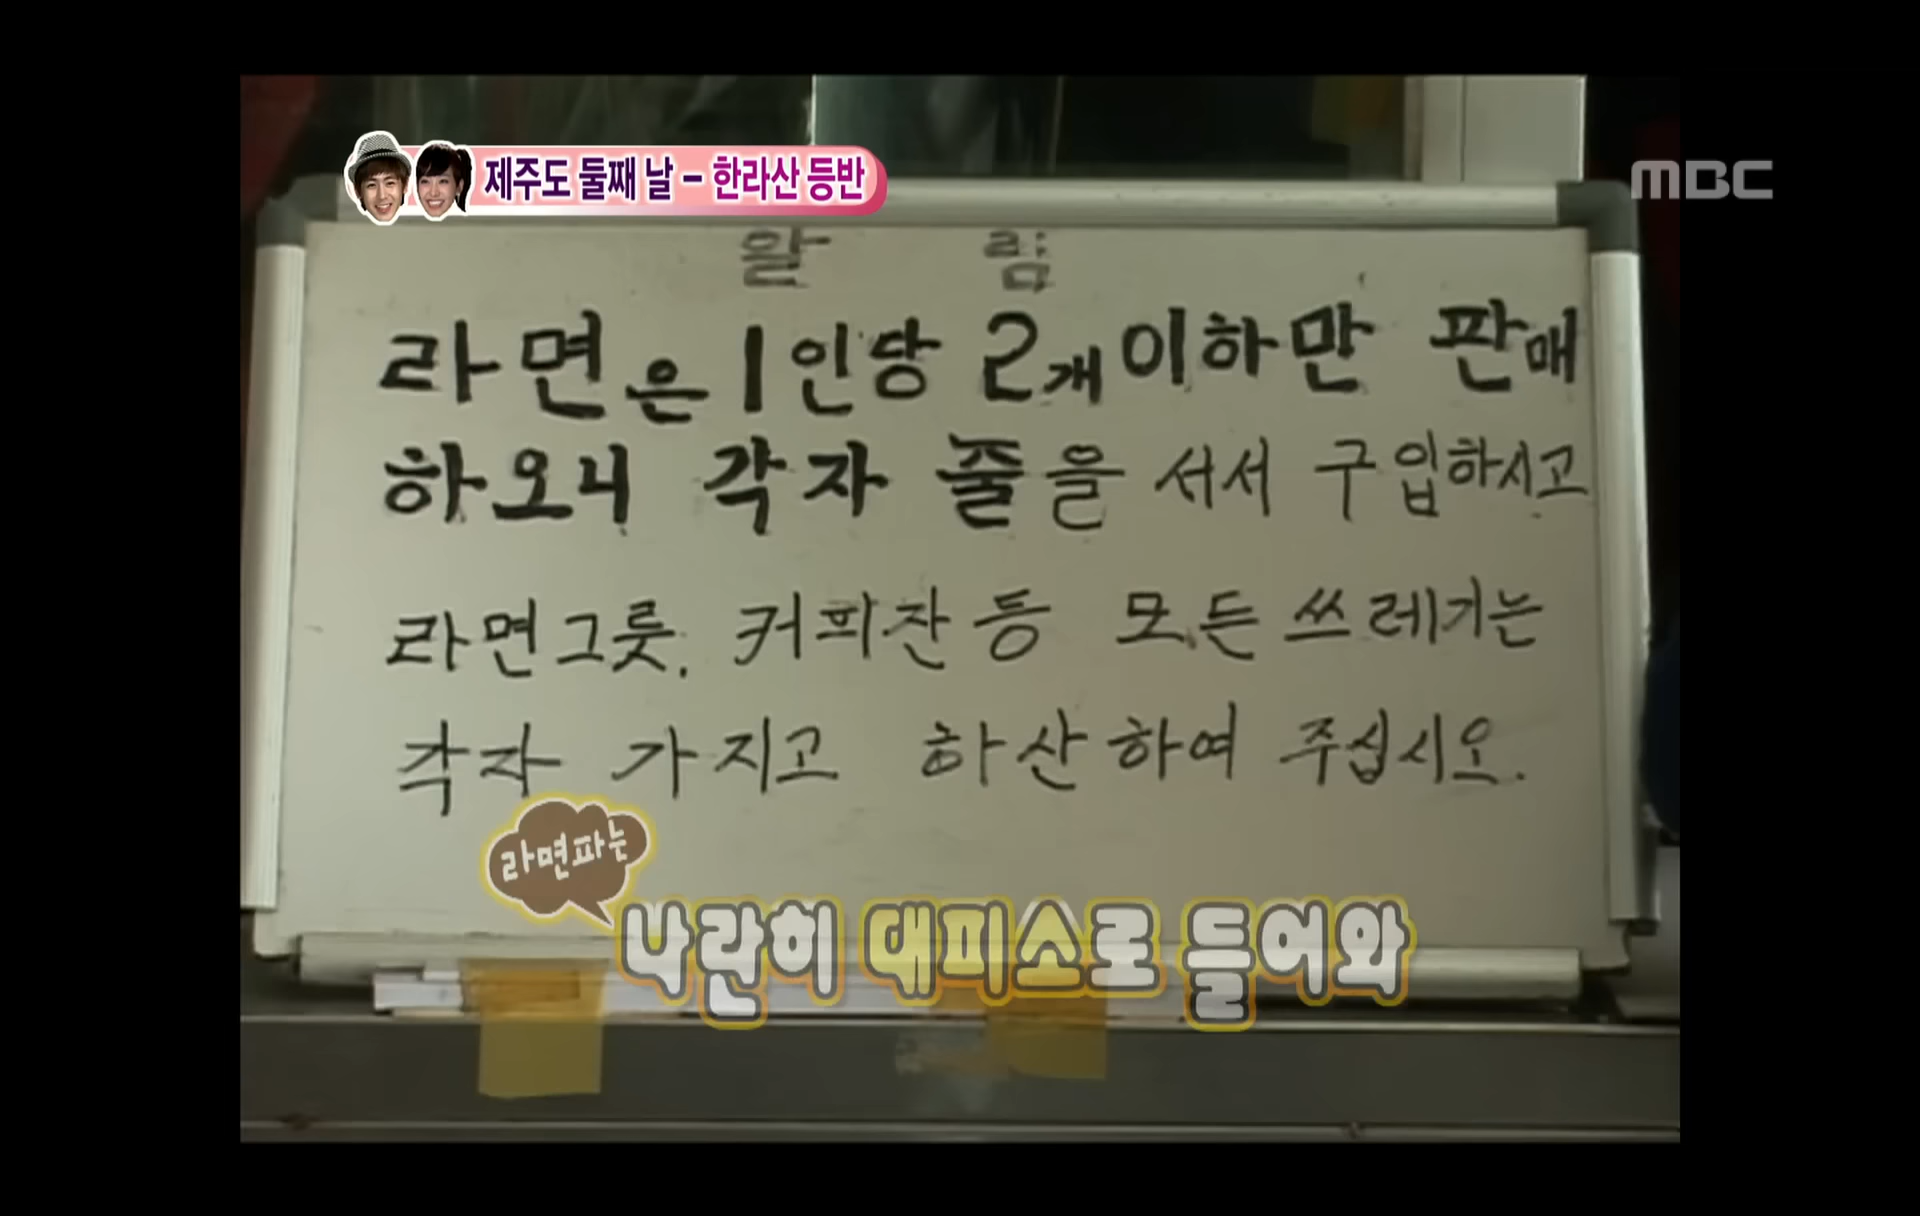 제주도 둘째 날 - 한라산 등반
MBC
알 림
라면은 1인당 2개이하만 판매
하오니 각자 줄을 서서 구입하시고
라면그릇, 커피잔 등 모든 쓰레기는
각자 가지고 하산하여 주십시오.
라면파는
나란히 대피소로 들어와